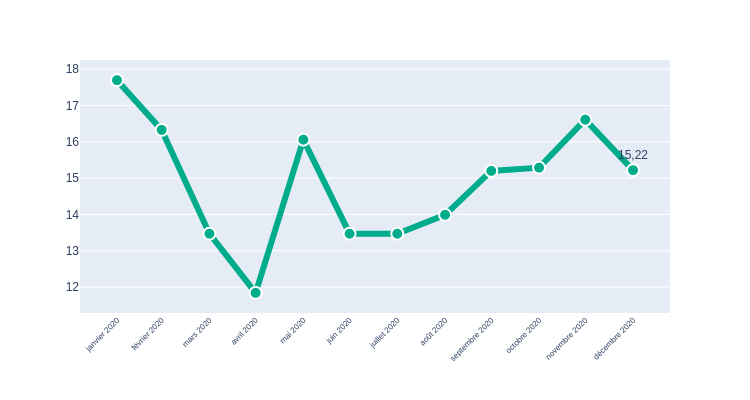 18
17
16
15,22
15
14
13
12
janvier 2020
février 2020
mars 2020
avril 2020
mai 2020
juin 2020
juillet 2020
août 2020
septembre 2020
octobre 2020
novembre 2020
décembre 2020